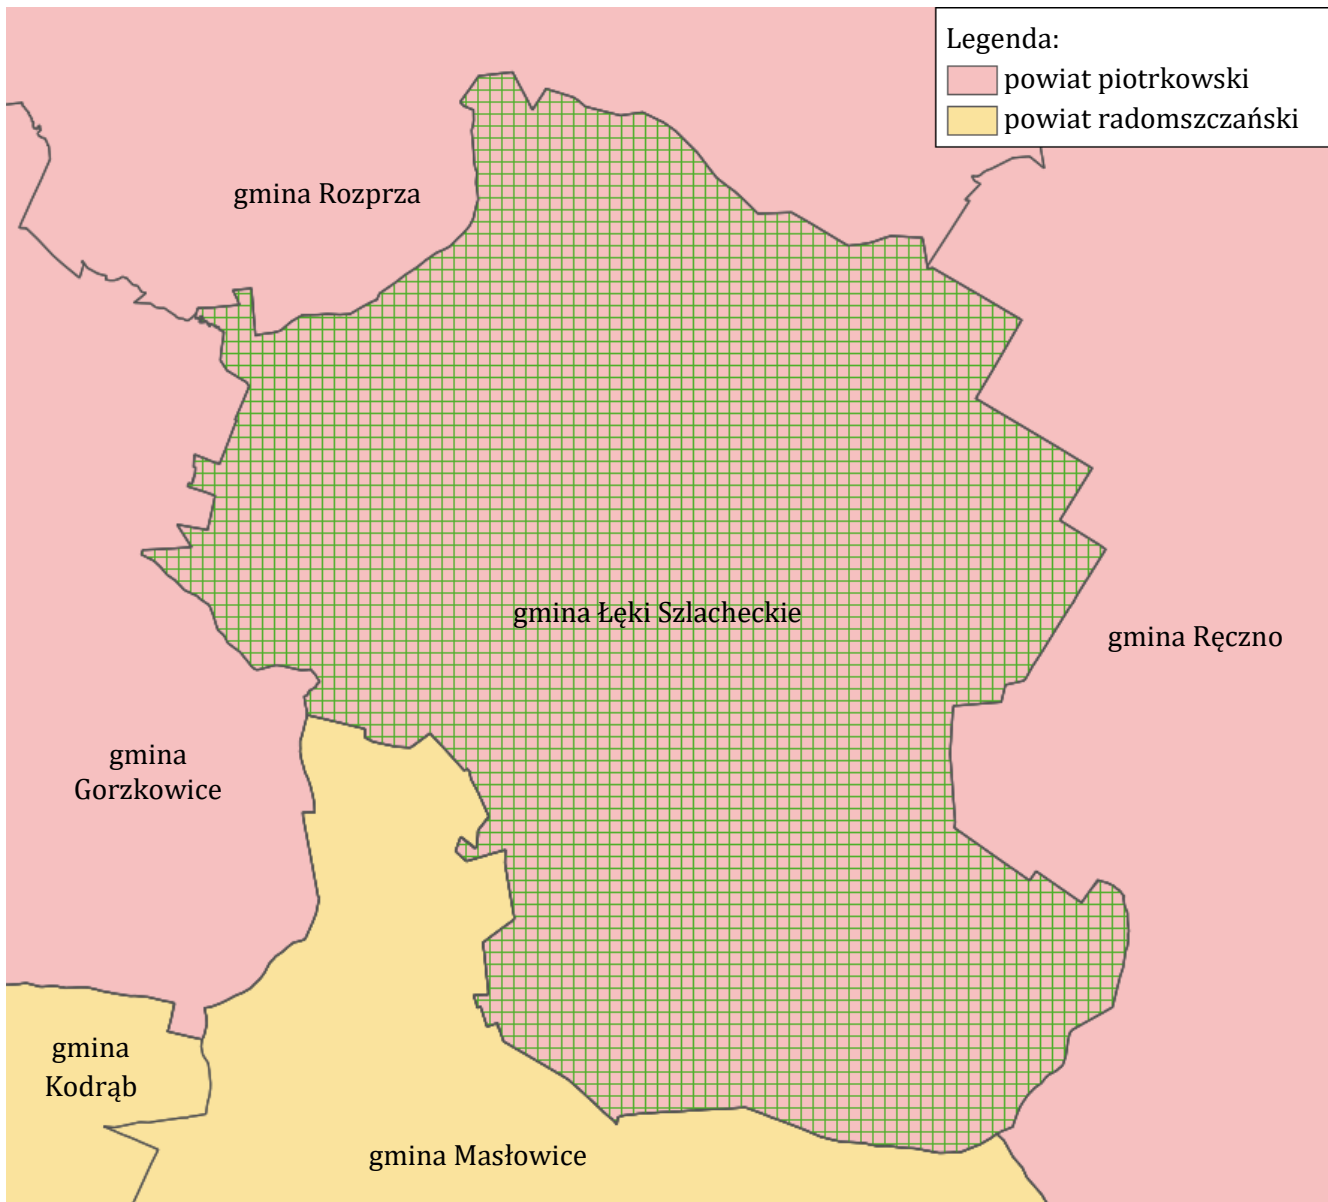 Legenda:
powiat piotrkowski
powiat radomszczański
gmina Rozprza
gmina Łęki Szlacheckie
gmina Ręczno
gmina
Gorzkowice
gmina
Kodrąb
gmina Masłowice